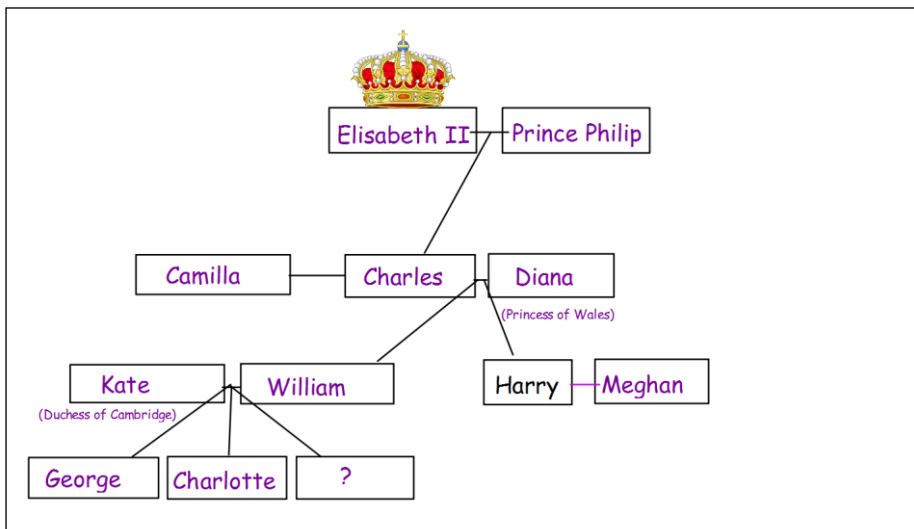 Elisabeth II
Prince Philip
Camilla
Charles
Diana
(Princess of Wales)
Kate
William
Harry
Meghan
(Duchess of Cambridge)
George
Charlotte
?